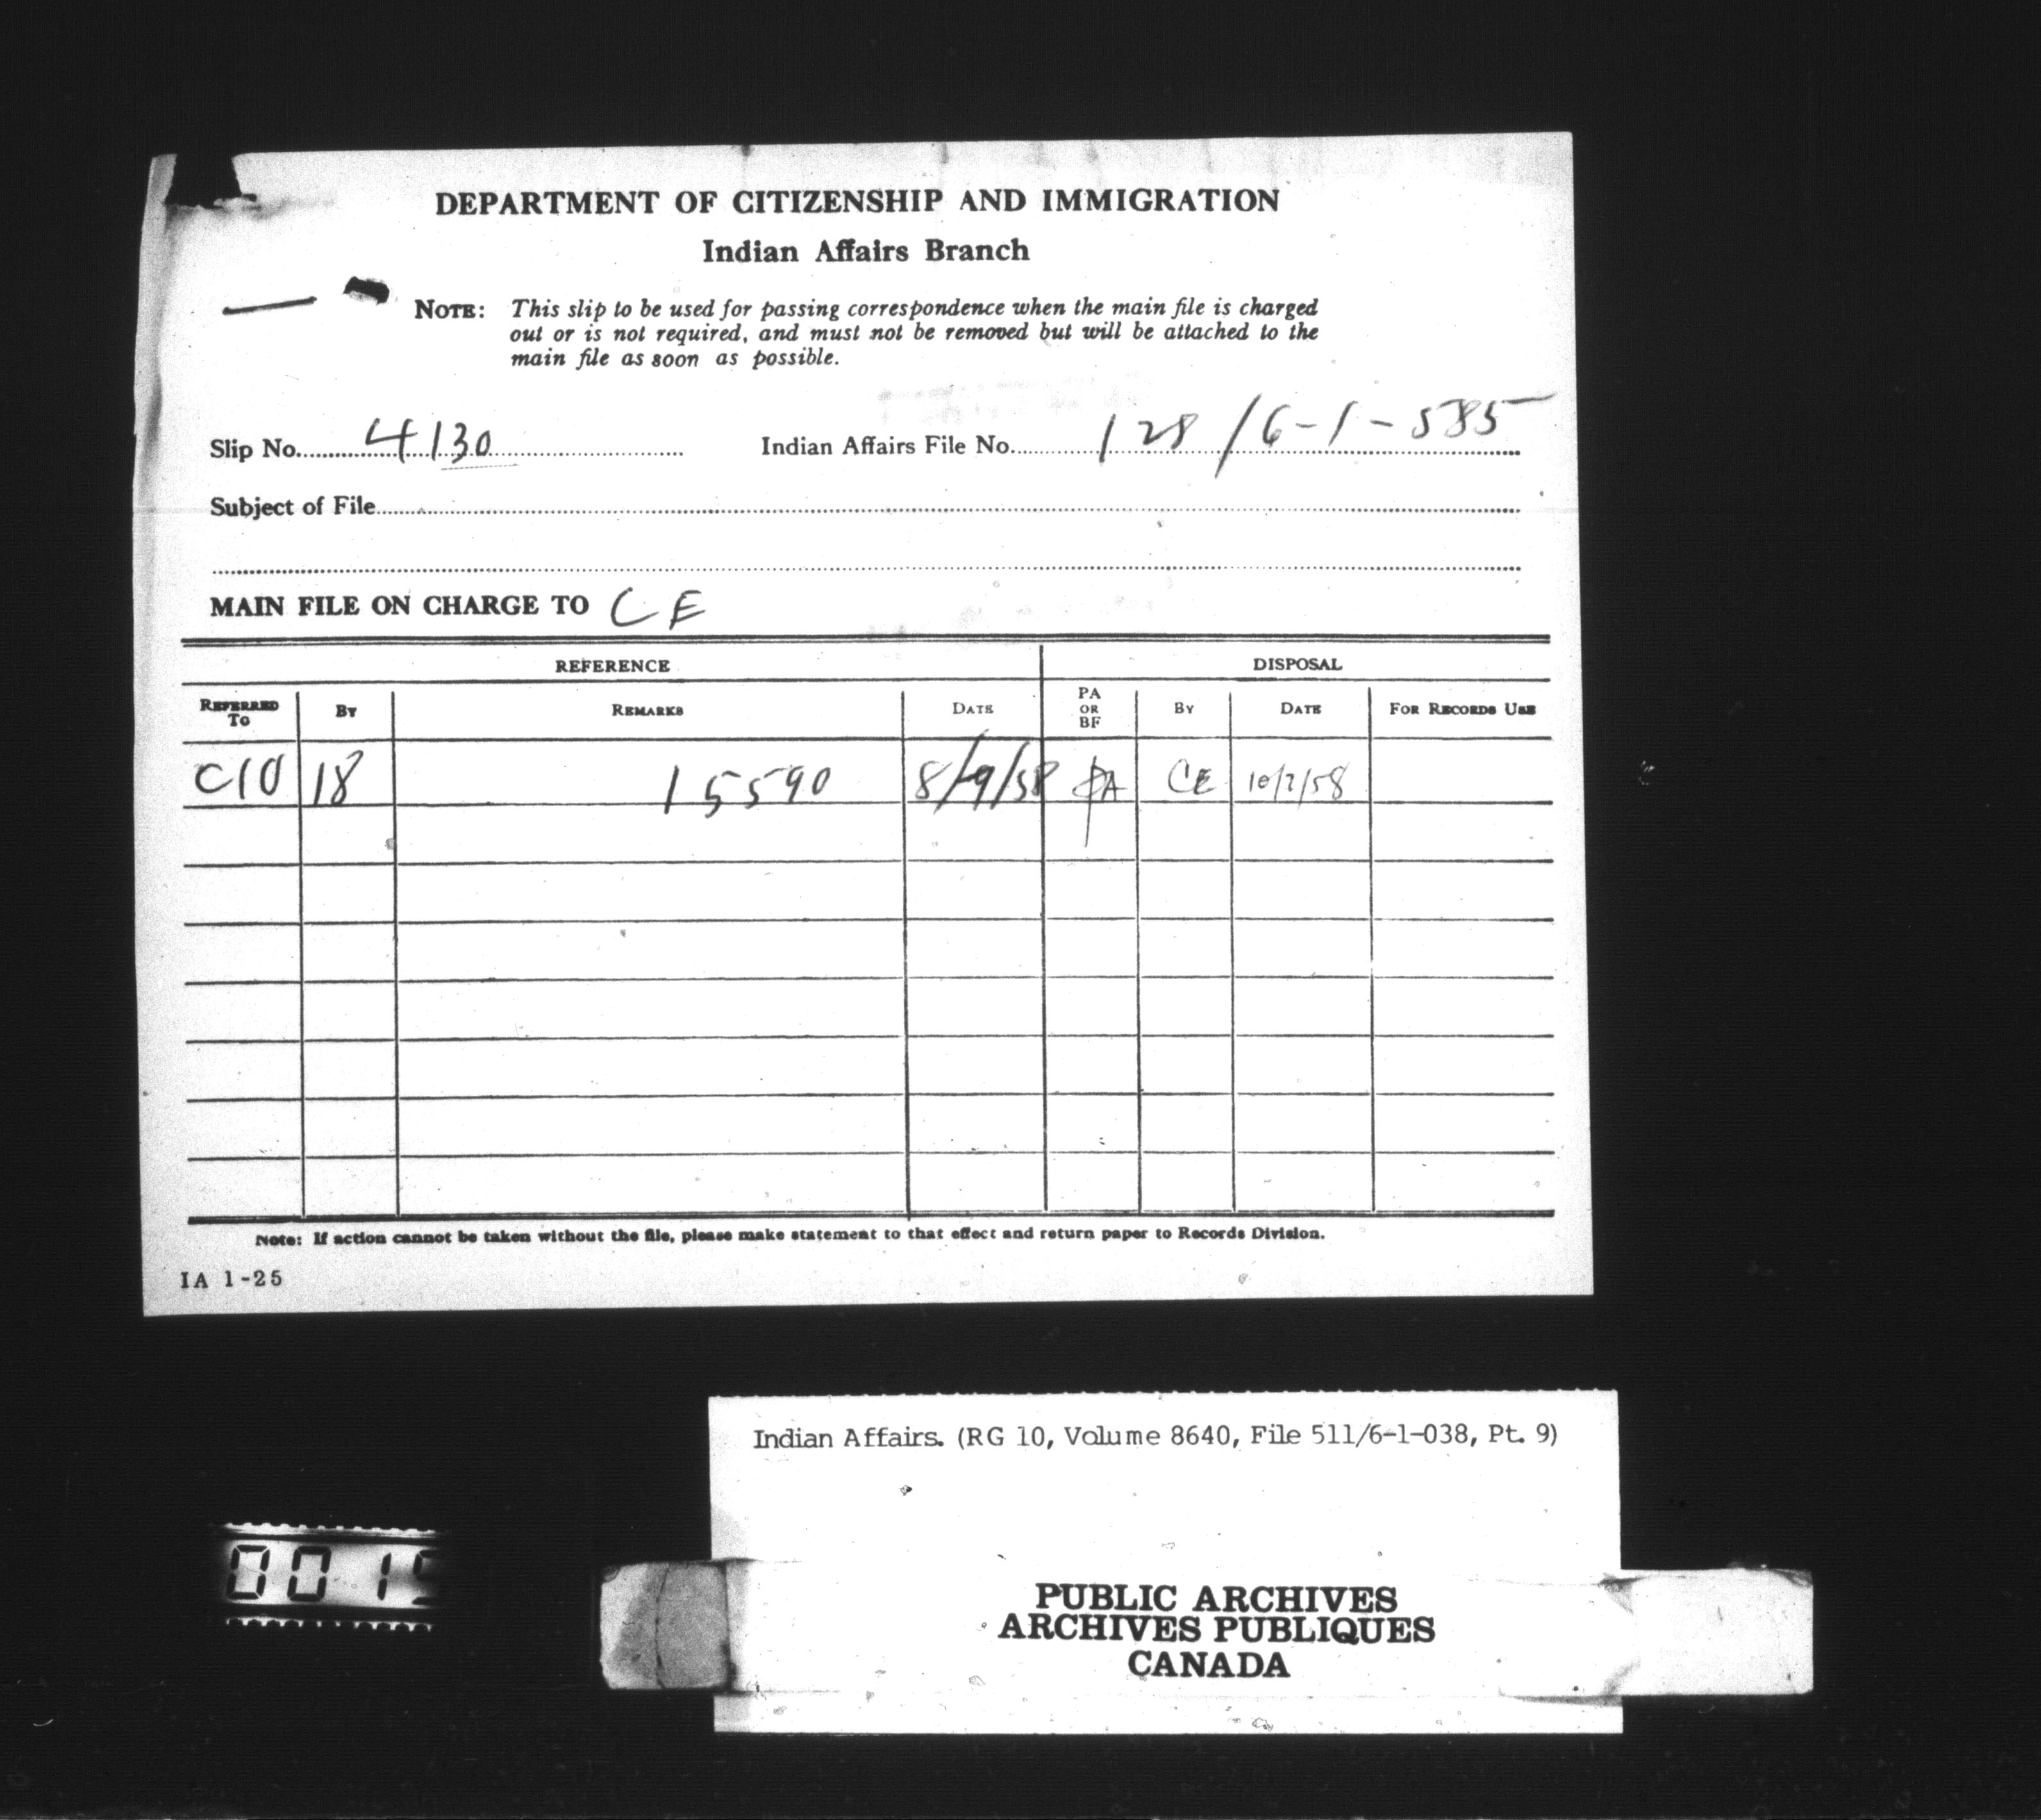 DEPARTMENT OF CITIZENSHIP AND IMMIGRATION
Indian Affairs Branch
NOTE: This slip to be used for passing correspondence when the main file is charged
out or is not required, and must not be removed but will be attached to the
main file as soon as possible.
Slip No. 4130 Indian Affairs File No. 128/6-1-585
Subject of File
MAIN FILE ON CHARGE TO CE
REFERENCE DISPOSAL
REFERRED TO BY REMARKS DATE PA OR BF BY DATE FOR RECORDS USE
C10 18 15590 8/9/58 PA CE 58
Note: If action cannot be taken without the file, please make statement to that effect and return paper to Records Division.
IA 1-25
Indian Affairs. (RG 10, Volume 8640, File 511/6-1-038, Pt. 9)
001
PUBLIC ARCHIVES
ARCHIVES PUBLIQUES
CANADA